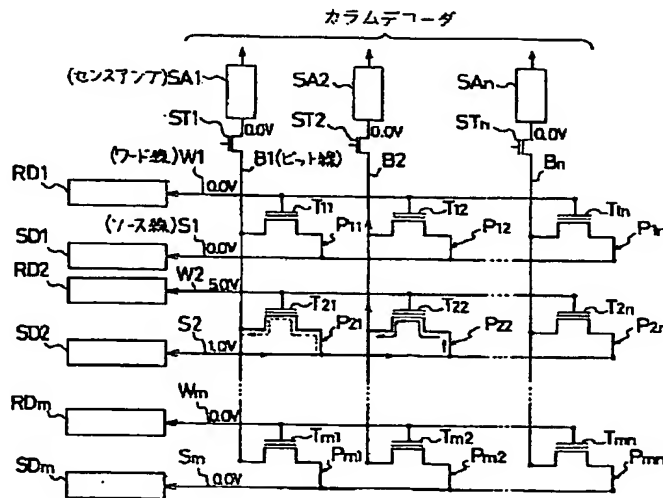 カラムデコーダ
(センスアンプ)SA1 SA2 SAn
0.0V 0.0V 0.0V
ST1 ST2 STn
(ワード線)W1 B1(ビット線) B2 Bn
RD1 0.0V
T11 T12 T1n
(ソース線)S1 P11 P12 P1n
SD1 0.0V
RD2 W2 5.0V
T21 T22 T2n
S2 P21 P22 P2n
SD2 1.0V
RDm Wm 0.0V
Tm1 Tm2 Tmn
SDm Sm 0.0V Pm1 Pm2 Pmn